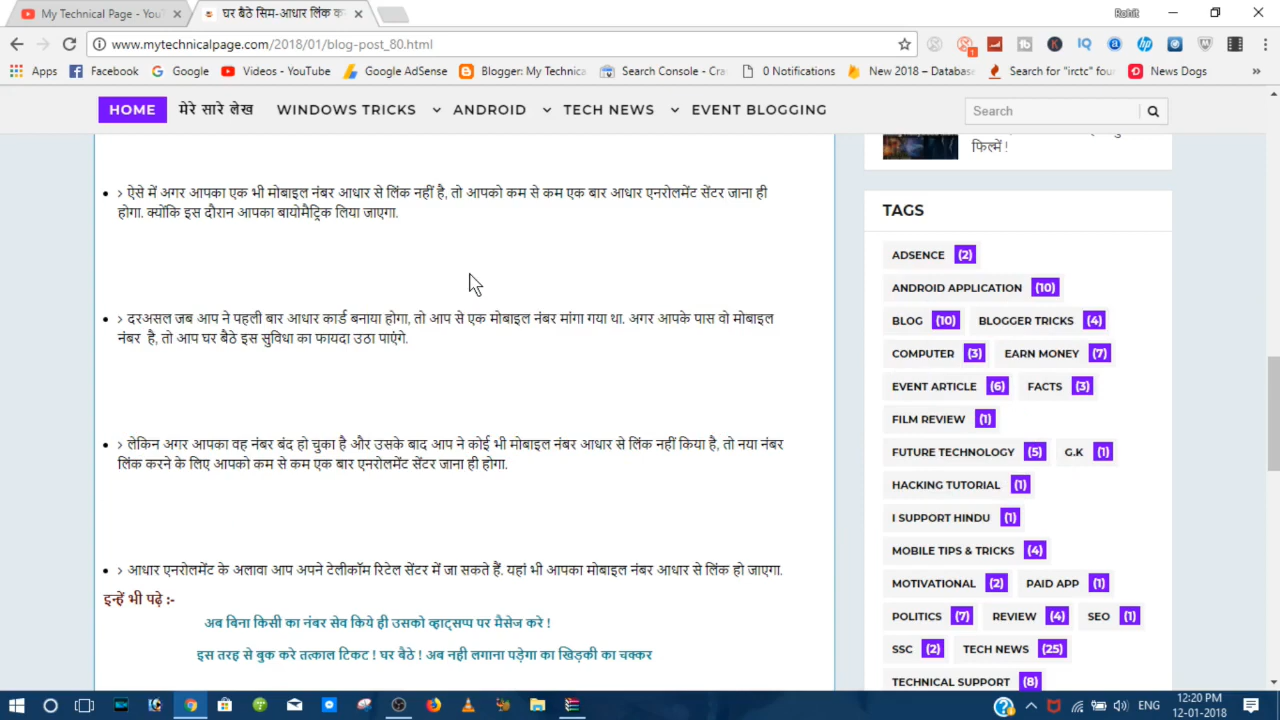 My Technical Page - You
घर बैठे सिम-आधार लिंक क
Rohit
www.mytechnicalpage.com/2018/01/blog-post_80.html
Apps Facebook Google Videos - YouTube Google AdSense Blogger: My Technica Search Console - Cra 0 Notifications New 2018 – Databas Search for "irctc" fou News Dogs »
HOME मेरे सारे लेख WINDOWS TRICKS ANDROID TECH NEWS EVENT BLOGGING
Search
फिल्में !
> ऐसे में अगर आपका एक भी मोबाइल नंबर आधार से लिंक नहीं है, तो आपको कम से कम एक बार आधार एनरोलमेंट सेंटर जाना ही
होगा. क्योंकि इस दौरान आपका बायोमैट्रिक लिया जाएगा.
> दरअसल जब आप ने पहली बार आधार कार्ड बनाया होगा, तो आप से एक मोबाइल नंबर मांगा गया था. अगर आपके पास वो मोबाइल
नंबर है, तो आप घर बैठे इस सुविधा का फायदा उठा पाएंगे.
> लेकिन अगर आपका वह नंबर बंद हो चुका है और उसके बाद आप ने कोई भी मोबाइल नंबर आधार से लिंक नहीं किया है, तो नया नंबर
लिंक करने के लिए आपको कम से कम एक बार एनरोलमेंट सेंटर जाना ही होगा.
> आधार एनरोलमेंट के अलावा आप अपने टेलीकॉम रिटेल सेंटर में जा सकते हैं. यहां भी आपका मोबाइल नंबर आधार से लिंक हो जाएगा.
इन्हें भी पढ़े :-
अब बिना किसी का नंबर सेव किये ही उसको व्हाट्सप्प पर मैसेज करे !
इस तरह से बुक करे तत्काल टिकट ! घर बैठे ! अब नही लगाना पड़ेगा का खिड़की का चक्कर
TAGS
ADSENCE (2)
ANDROID APPLICATION (10)
BLOG (10) BLOGGER TRICKS (4)
COMPUTER (3) EARN MONEY (7)
EVENT ARTICLE (6) FACTS (3)
FILM REVIEW (1)
FUTURE TECHNOLOGY (5) G.K (1)
HACKING TUTORIAL (1)
I SUPPORT HINDU (1)
MOBILE TIPS & TRICKS (4)
MOTIVATIONAL (2) PAID APP (1)
POLITICS (7) REVIEW (4) SEO (1)
SSC (2) TECH NEWS (25)
TECHNICAL SUPPORT (8)
ENG
12:20 PM
12-01-2018